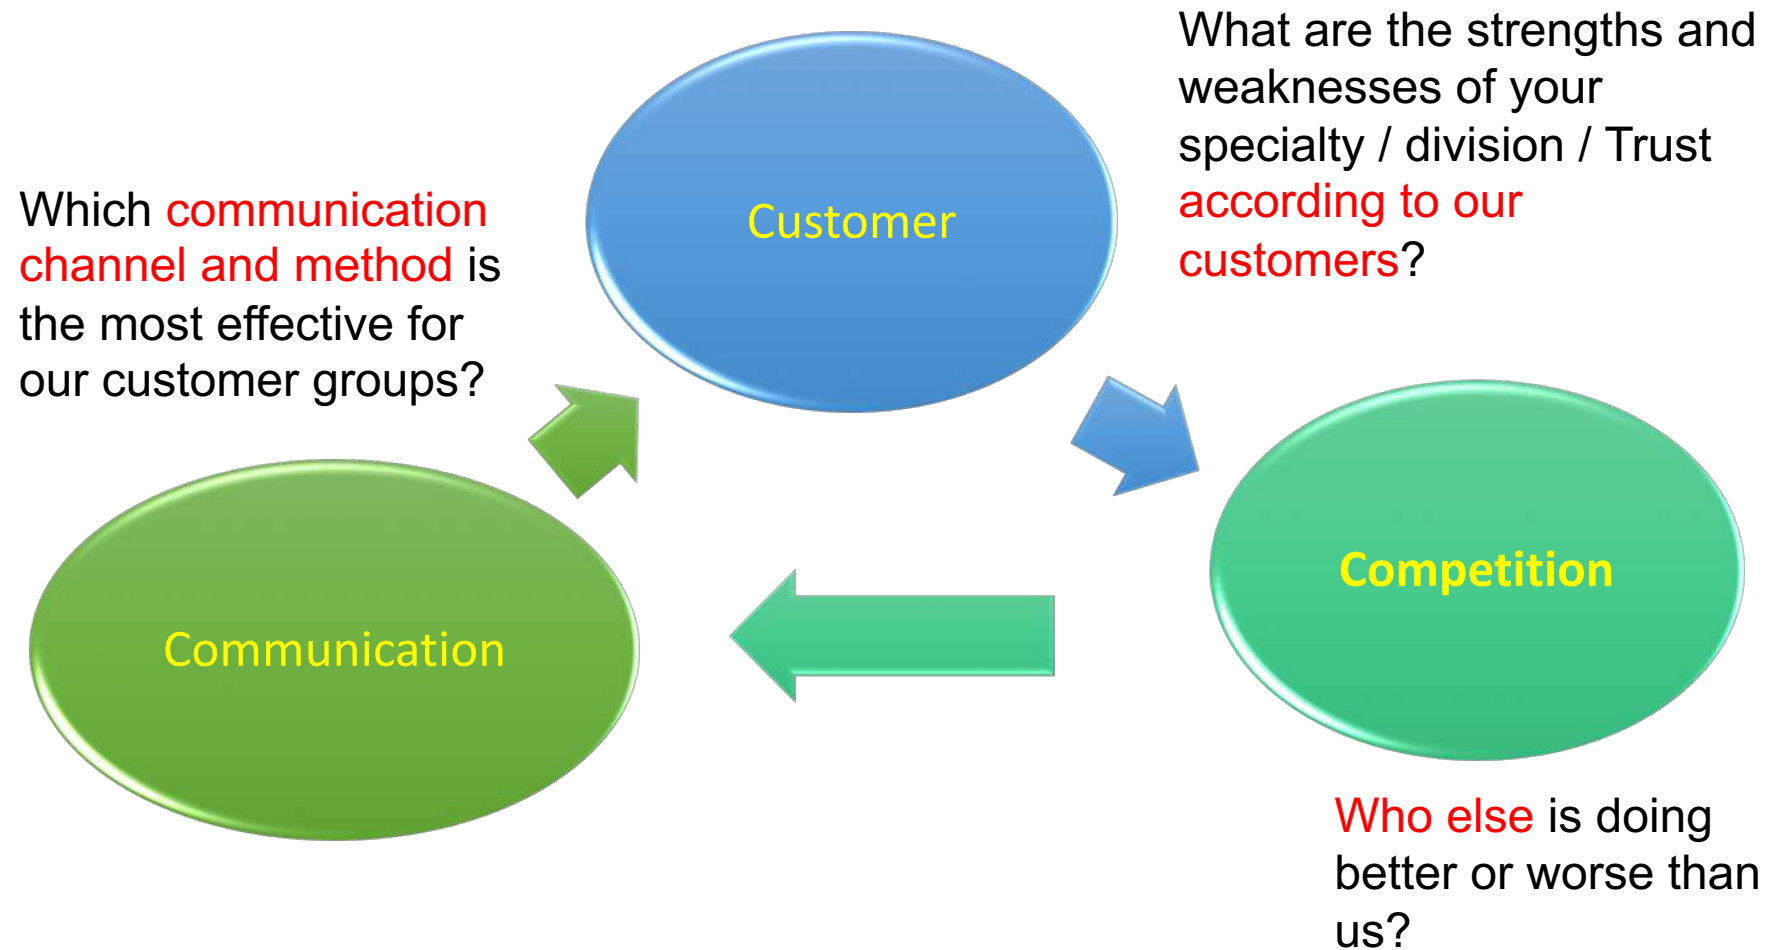 What are the strengths and
weaknesses of your
specialty / division / Trust
according to our
customers?
Customer
Which communication
channel and method is
the most effective for
our customer groups?
Competition
Communication
Who else is doing
better or worse than
us?